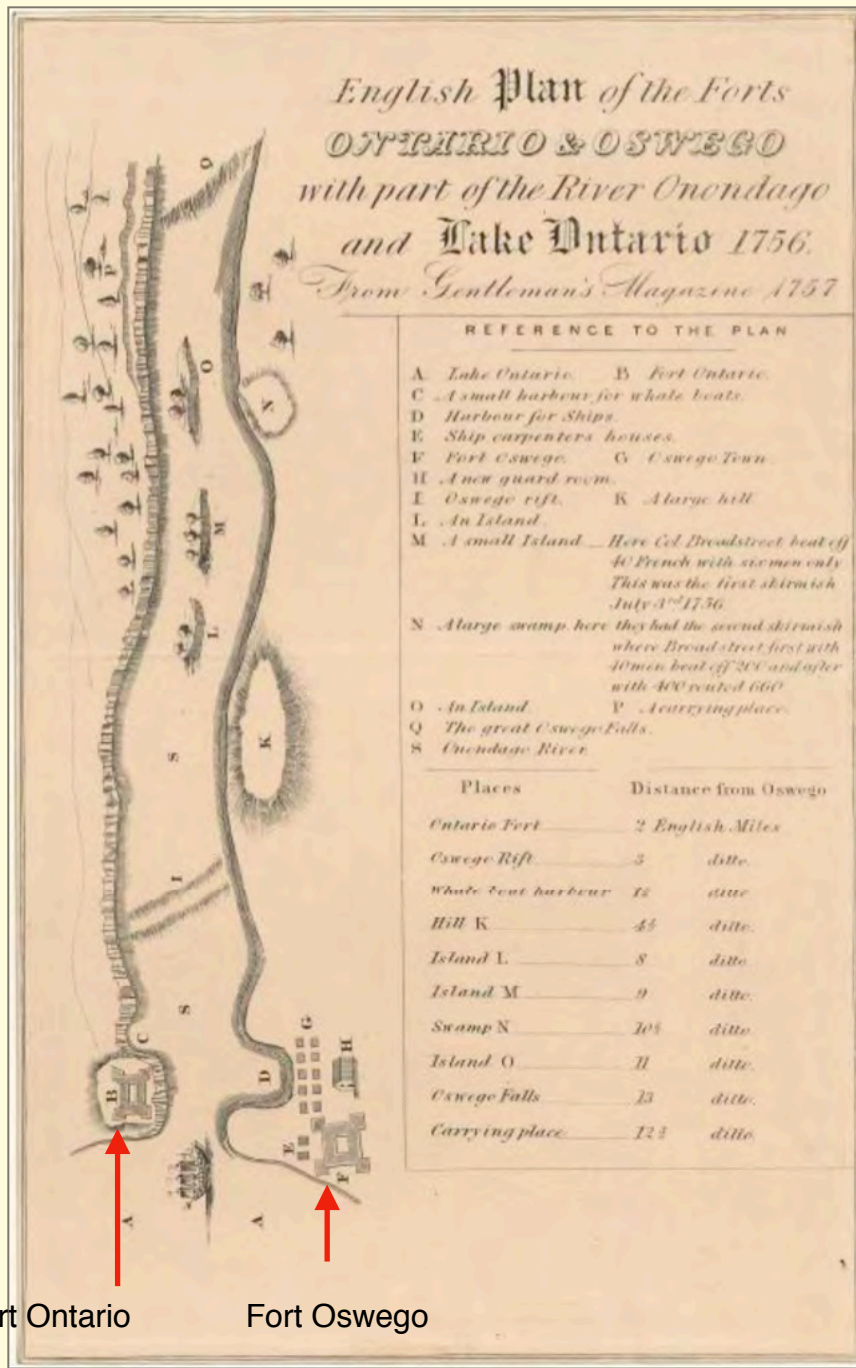 English Plan of the Forts
ONTARIO & OSWEGO
with part of the River Onondago
and Lake Ontario 1756.
From Gentleman's Magazine 1757
REFERENCE TO THE PLAN
A Lake Ontario. B Fort Ontario.
C A small harbour for whale boats.
D Harbour for Ships.
E Ship carpenters houses.
F Fort Oswego. G Oswego Town
H A new guard room.
I Oswego rift. K A large hill
L An Island.
M A small Island Here Col. Broadstreet beat off
40 French with six men only
This was the first skirmish
July 3rd 1756
N A large swamp here they had the second skirmish
where Broadstreet first with
40 men beat off 200 and after
with 400 routed 660
O An Island P A carrying place.
Q The great Oswego Falls.
S Onondago River
Places Distance from Oswego
Ontario Fort 2 English Miles
Oswego Rift 3 ditto.
Whale boat harbour ditto
Hill K ditto.
Island L 8 ditto
Island M 9 ditto.
Swamp N ditto.
Island O 11 ditto.
Oswego Falls 13 ditto.
Carrying place ditto.
Q
P
O
N
M
L
K
S
I
S
C
B
D
G
H
E
F
A
A
rt Ontario
Fort Oswego